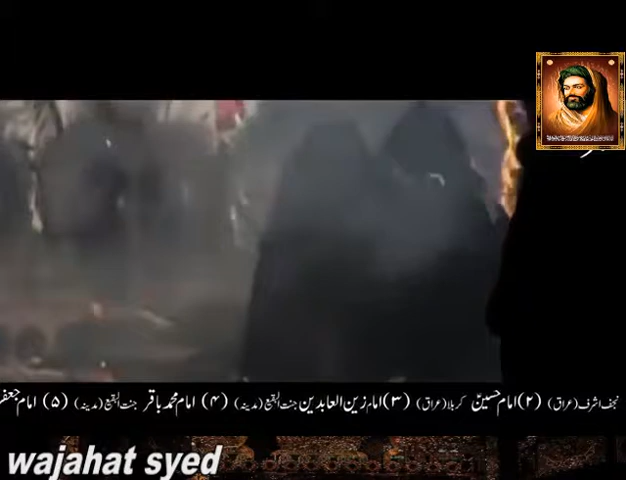 نجف اشرف (عراق) (۲) امام حسینؑ کربلا (عراق) (۳) امام زین العابدین جنت البقیع (مدینہ) (۴) امام محمد باقر جنت البقیع (مدینہ) (۵) امام جعفر
wajahat syed